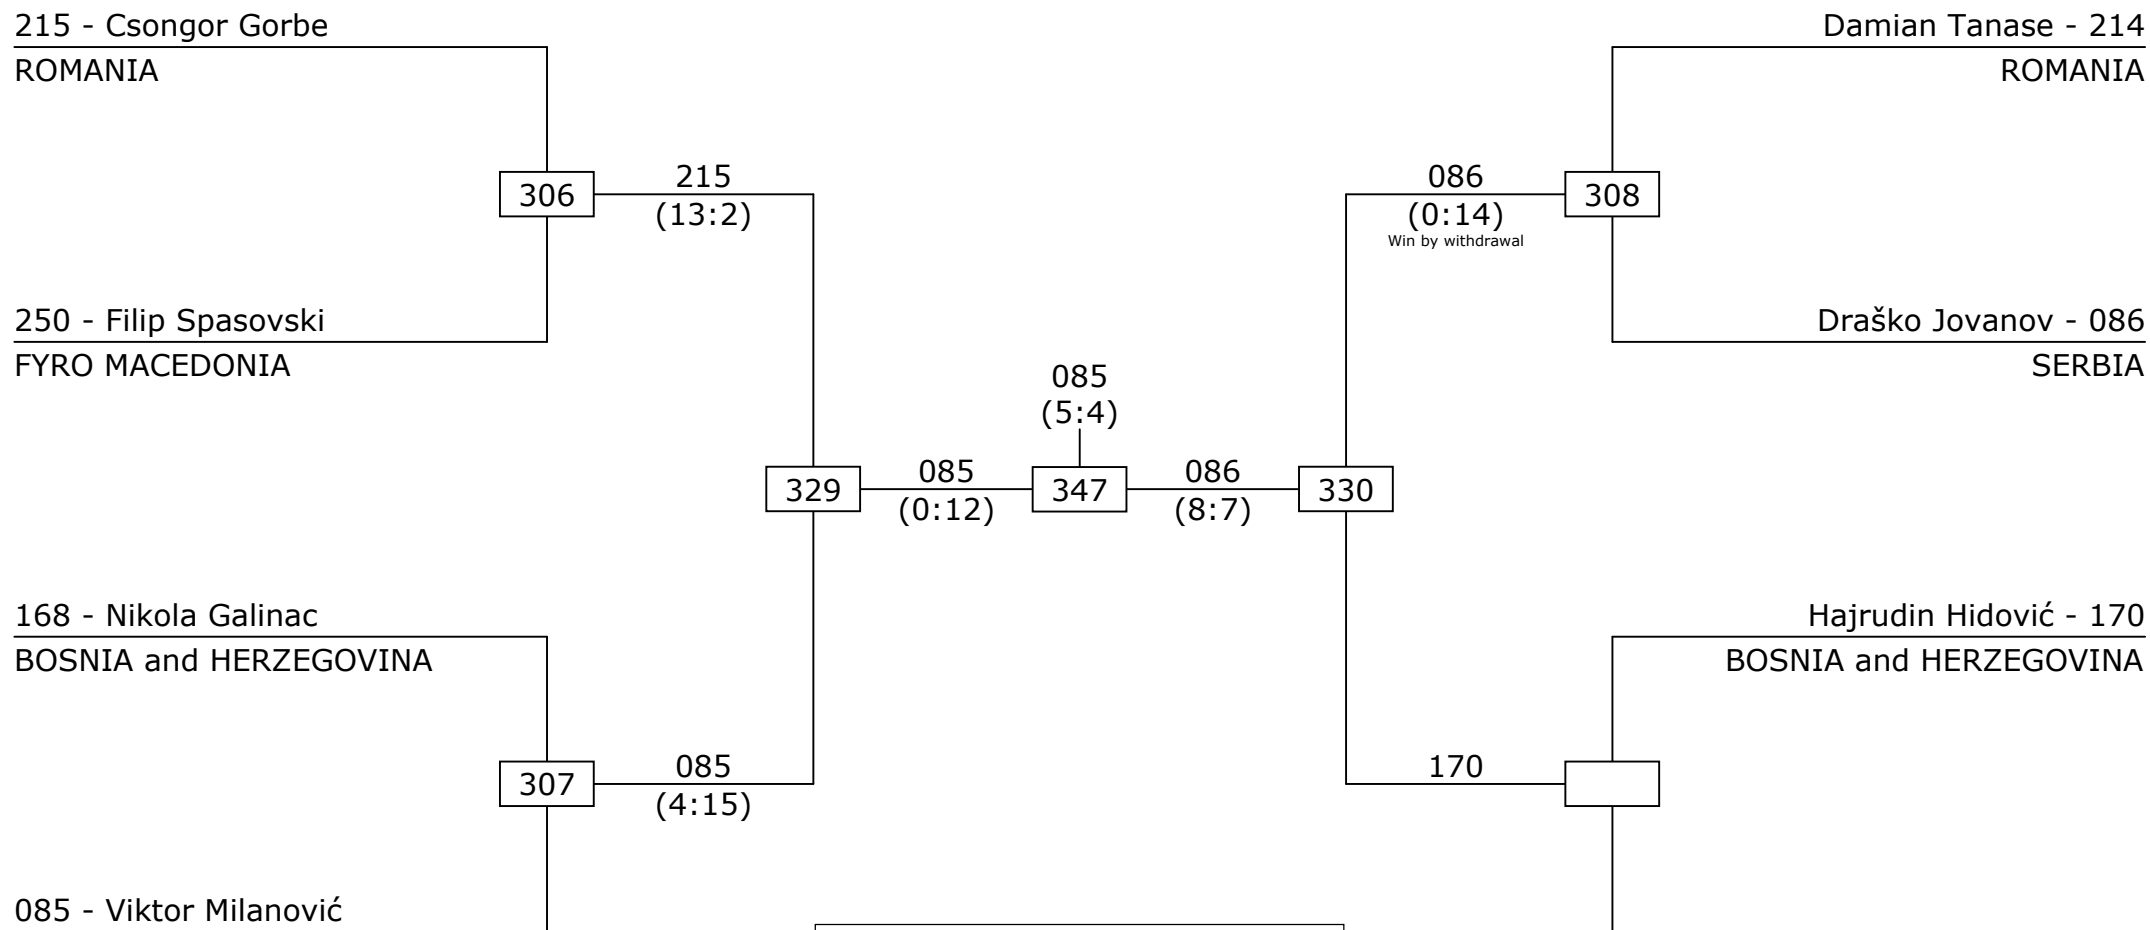 215 - Csongor Gorbe
ROMANIA
Damian Tanase - 214
ROMANIA
306
215
(13:2)
086
(0:14)
Win by withdrawal
308
250 - Filip Spasovski
FYRO MACEDONIA
Draško Jovanov - 086
SERBIA
085
(5:4)
329
085
(0:12)
347
086
(8:7)
330
168 - Nikola Galinac
BOSNIA and HERZEGOVINA
Hajrudin Hidović - 170
BOSNIA and HERZEGOVINA
307
085
(4:15)
170
085 - Viktor Milanović